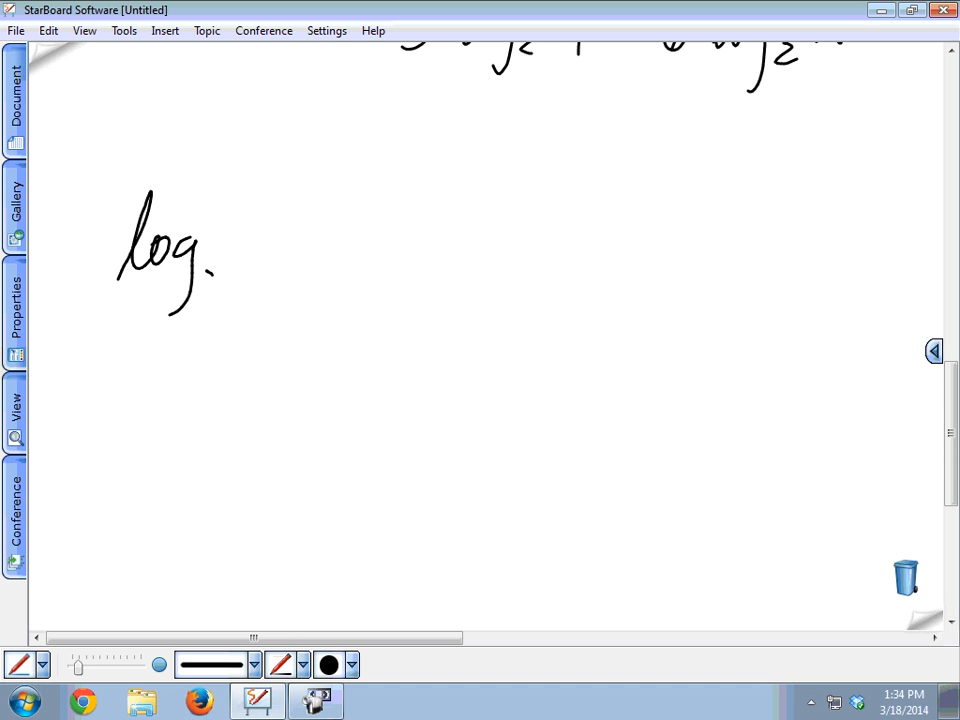 StarBoard Software [Untitled]
File Edit View Tools Insert Topic Conference Settings Help
Document
Gallery
Properties
View
Conference
log.
1:34 PM
3/18/2014